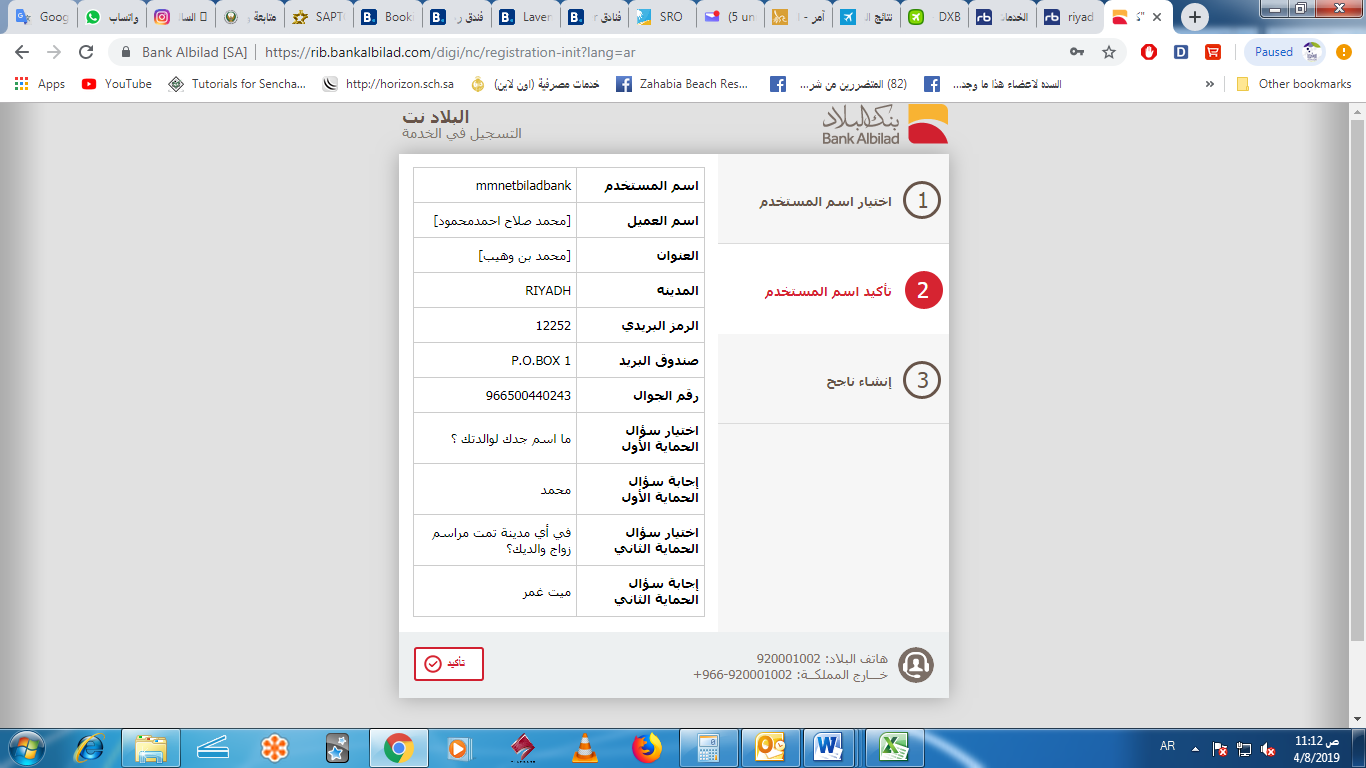 Goog
واتساب
السا
متابعة
SAPT
Booki
فندق ر
Laver
فنادق
SRO
(5 un
آمر - ا
نتائج ال
DXB
الخدمات
riyad
Bank Albilad [SA] | https://rib.bankalbilad.com/digi/nc/registration-init?lang=ar
Paused
Apps
YouTube
Tutorials for Sencha...
http://horizon.sch.sa
خدمات مصرفية (اون لاين)
Zahabia Beach Res...
(82) المتضررين من شر...
السده لاعضاء هذا ما وجد...
»
Other bookmarks
البلاد نت
التسجيل في الخدمة
بنك البلاد
Bank Albilad
1 اختيار اسم المستخدم
2 تأكيد اسم المستخدم
3 إنشاء ناجح
اسم المستخدم mmnetbiladbank
اسم العميل [محمد صلاح احمدمحمود]
العنوان [محمد بن وهيب]
المدينه RIYADH
الرمز البريدي 12252
صندوق البريد P.O.BOX 1
رقم الجوال 966500440243
اختيار سؤال
الحماية الأول
ما اسم جدك لوالدتك ؟
إجابة سؤال
الحماية الأول
محمد
اختيار سؤال
الحماية الثاني
في أي مدينة تمت مراسم
زواج والديك؟
إجابة سؤال
الحماية الثاني
ميت غمر
هاتف البلاد: 920001002
خـــارج المملكــة: 920001002-966+
تأكيد
AR
11:12 ص
4/8/2019